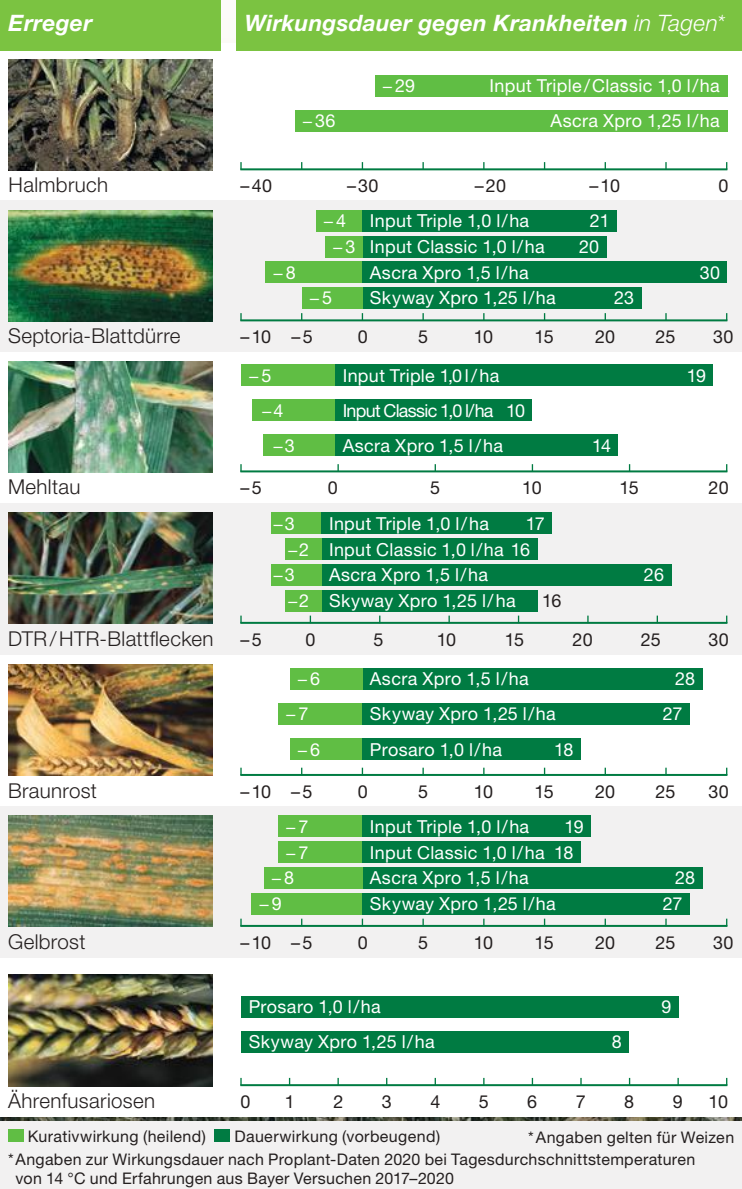 Erreger
Wirkungsdauer gegen Krankheiten in Tagen*
–29 Input Triple/Classic 1,0 l/ha
–36 Ascra Xpro 1,25 l/ha
–40 –30 –20 –10 0
Halmbruch
–4 Input Triple 1,0 l/ha 21
–3 Input Classic 1,0 l/ha 20
–8 Ascra Xpro 1,5 l/ha 30
–5 Skyway Xpro 1,25 l/ha 23
–10 –5 0 5 10 15 20 25 30
Septoria-Blattdürre
–5 Input Triple 1,0 l/ha 19
–4 Input Classic 1,0 l/ha 10
–3 Ascra Xpro 1,5 l/ha 14
–5 0 5 10 15 20
Mehltau
–3 Input Triple 1,0 l/ha 17
–2 Input Classic 1,0 l/ha 16
–3 Ascra Xpro 1,5 l/ha 26
–2 Skyway Xpro 1,25 l/ha 16
–5 0 5 10 15 20 25 30
DTR/HTR-Blattflecken
–6 Ascra Xpro 1,5 l/ha 28
–7 Skyway Xpro 1,25 l/ha 27
–6 Prosaro 1,0 l/ha 18
–10 –5 0 5 10 15 20 25 30
Braunrost
–7 Input Triple 1,0 l/ha 19
–7 Input Classic 1,0 l/ha 18
–8 Ascra Xpro 1,5 l/ha 28
–9 Skyway Xpro 1,25 l/ha 27
–10 –5 0 5 10 15 20 25 30
Gelbrost
Prosaro 1,0 l/ha 9
Skyway Xpro 1,25 l/ha 8
0 1 2 3 4 5 6 7 8 9 10
Ährenfusariosen
Kurativwirkung (heilend) Dauerwirkung (vorbeugend) *Angaben gelten für Weizen
*Angaben zur Wirkungsdauer nach Proplant-Daten 2020 bei Tagesdurchschnittstemperaturen
von 14 °C und Erfahrungen aus Bayer Versuchen 2017–2020